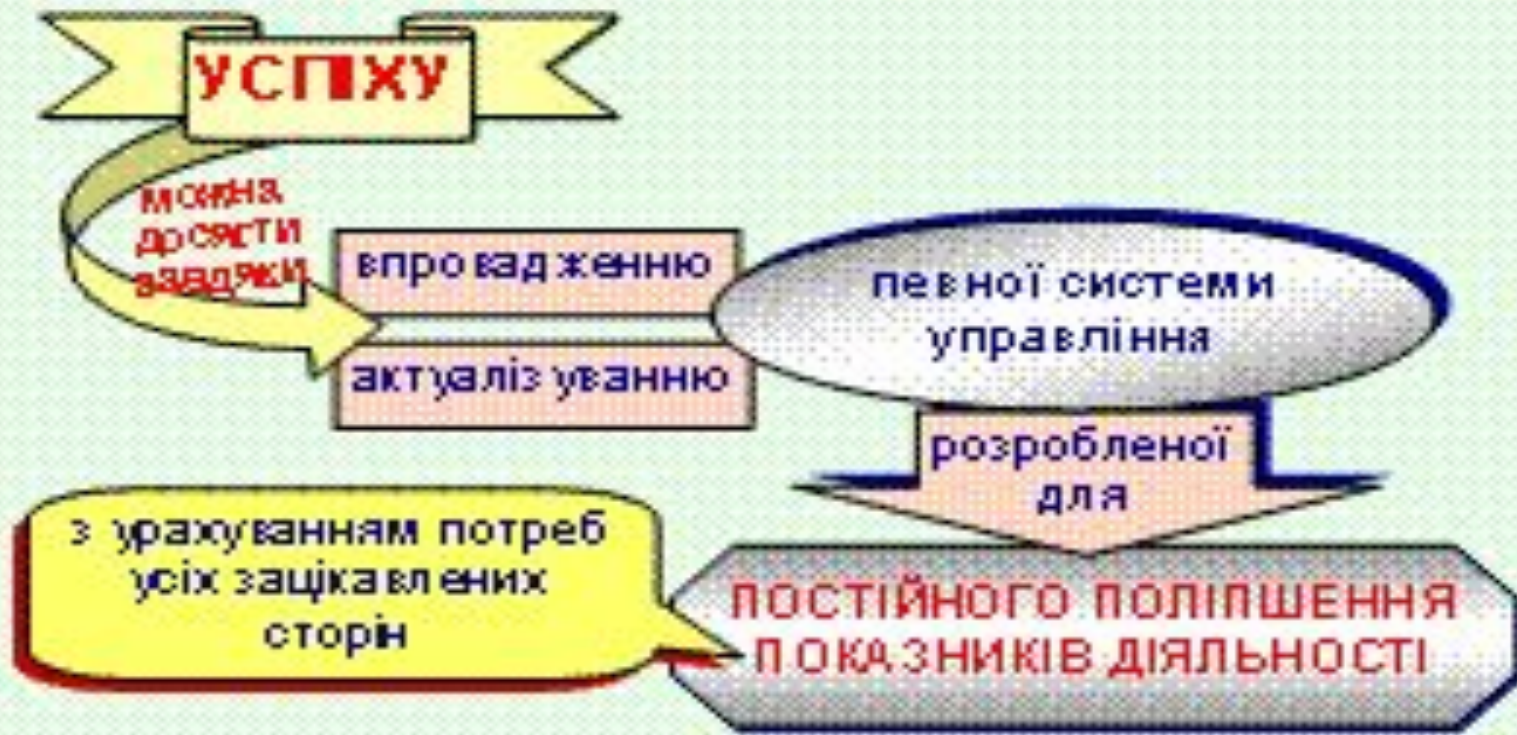 УСПІХУ
можна
досягти
завдяки
впровадженню
актуалізуванню
певної системи
управління
розробленої
для
ПОСТІЙНОГО ПОЛІПШЕННЯ
ПОКАЗНИКІВ ДІЯЛЬНОСТІ
з урахуванням потреб
усіх зацікавлених
сторін